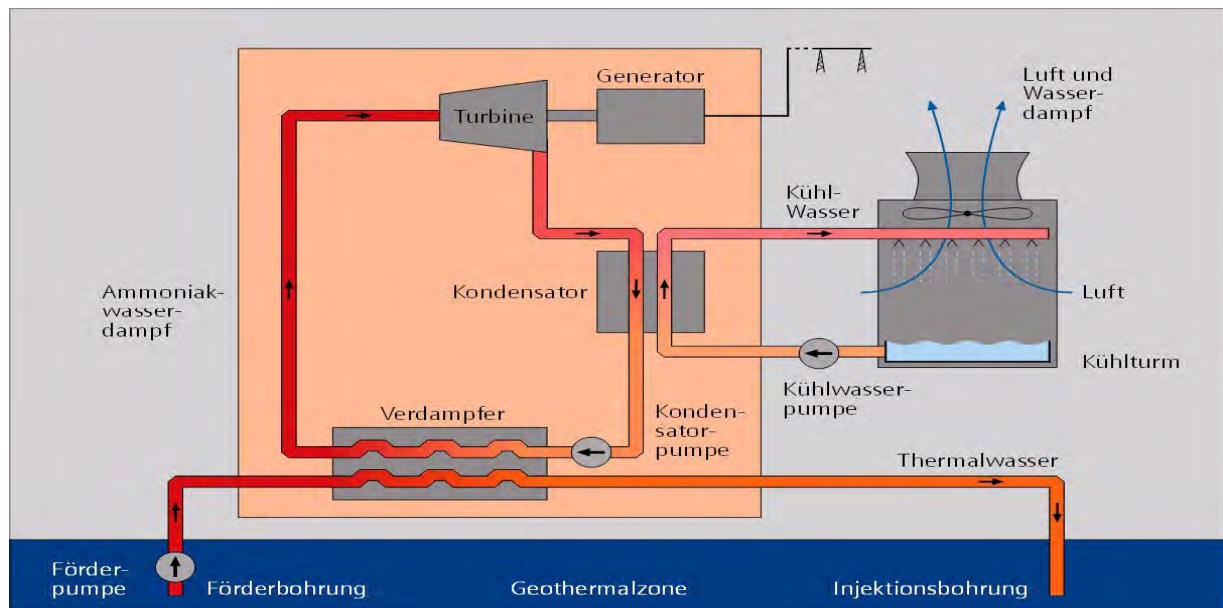 Generator
Turbine
Luft und
Wasser-
dampf
Kühl-
Wasser
Ammoniak-
wasser-
dampf
Kondensator
Luft
Kühlturm
Kühlwasser-
pumpe
Verdampfer
Konden-
sator-
pumpe
Thermalwasser
Förder-
pumpe
Förderbohrung
Geothermalzone
Injektionsbohrung